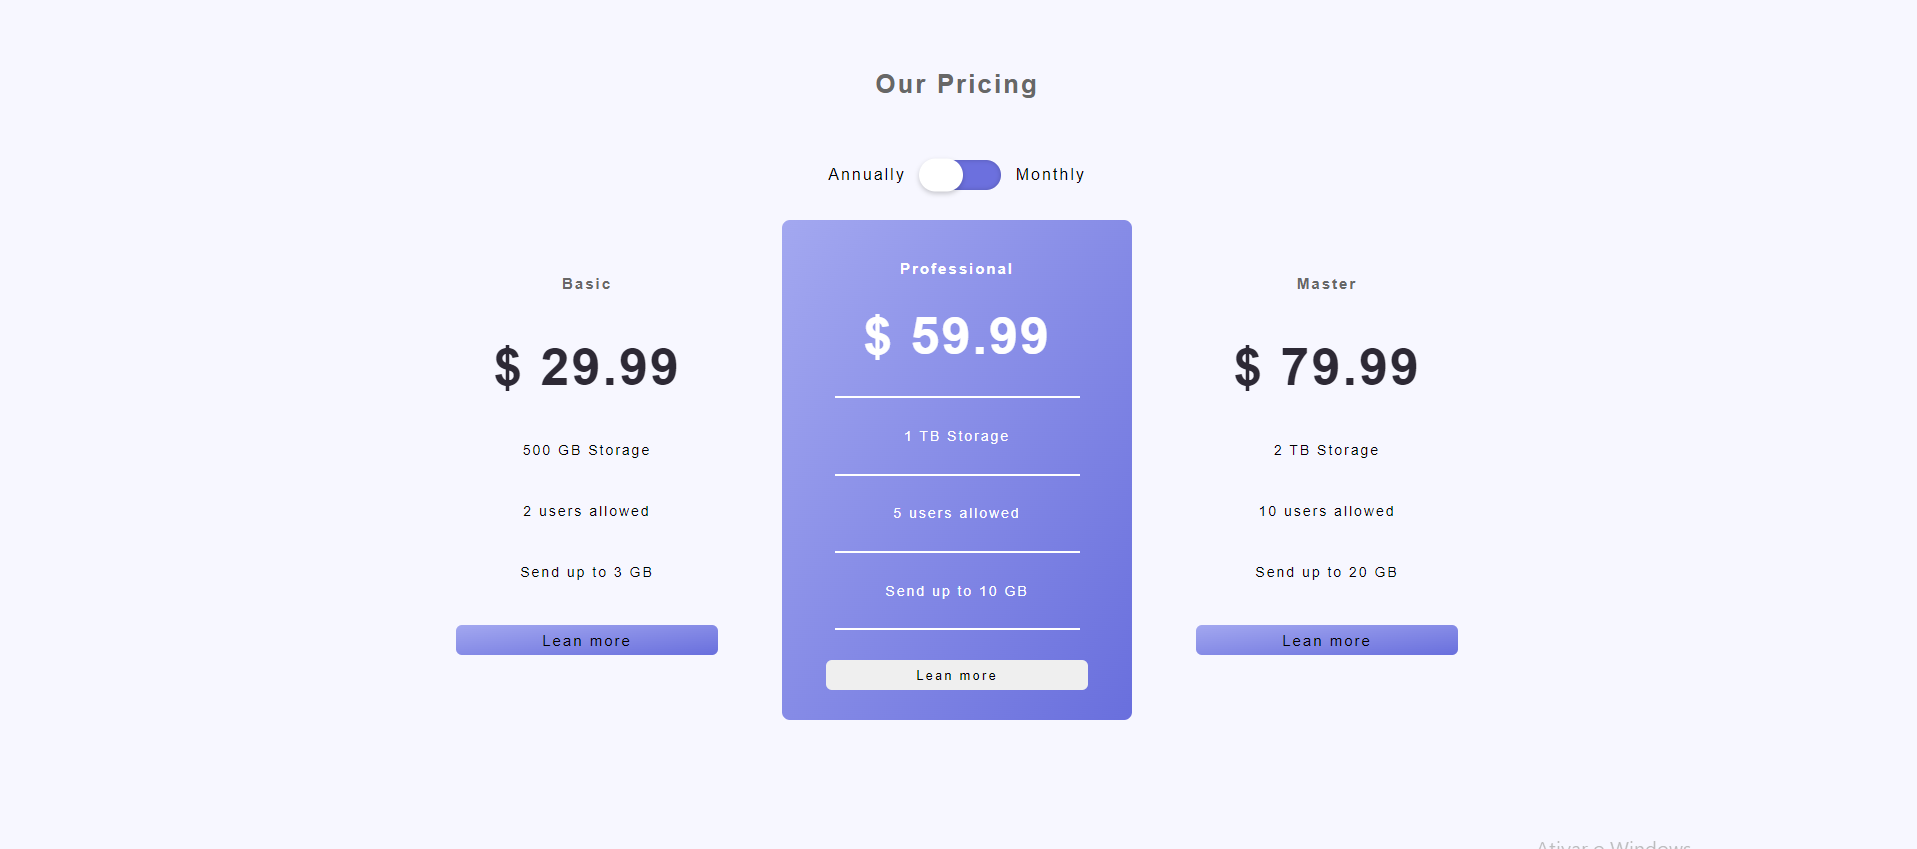 Our Pricing
Annually Monthly
Basic
$ 29.99
500 GB Storage
2 users allowed
Send up to 3 GB
Lean more
Professional
$ 59.99
1 TB Storage
5 users allowed
Send up to 10 GB
Lean more
Master
$ 79.99
2 TB Storage
10 users allowed
Send up to 20 GB
Lean more
Ativar o Windows